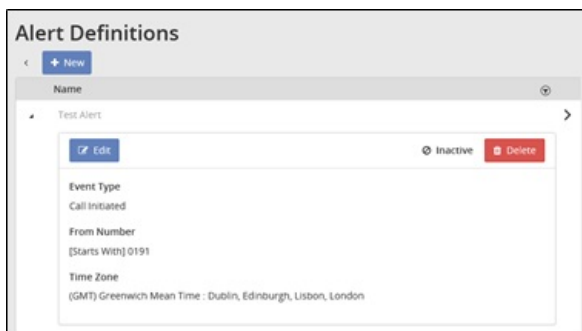 Alert Definitions
+ New
Name
Test Alert
Edit
Inactive
Delete
Event Type
Call Initiated
From Number
[Starts With] 0191
Time Zone
(GMT) Greenwich Mean Time : Dublin, Edinburgh, Lisbon, London